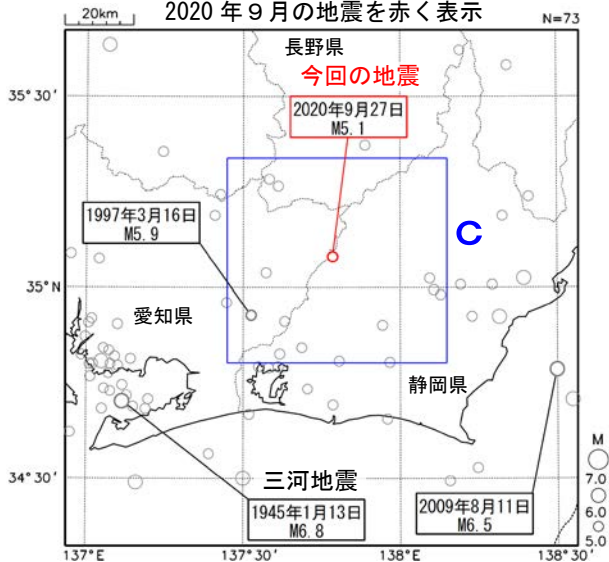 2020年９月の地震を赤く表示
20km
N=73
長野県
今回の地震
35°30′
2020年9月27日
M5.1
1997年3月16日
M5.9
C
35°N
愛知県
静岡県
M
34°30′
三河地震
7.0
1945年1月13日
M6.8
2009年8月11日
M6.5
6.0
5.0
137°E
137°30′
138°E
138°30′